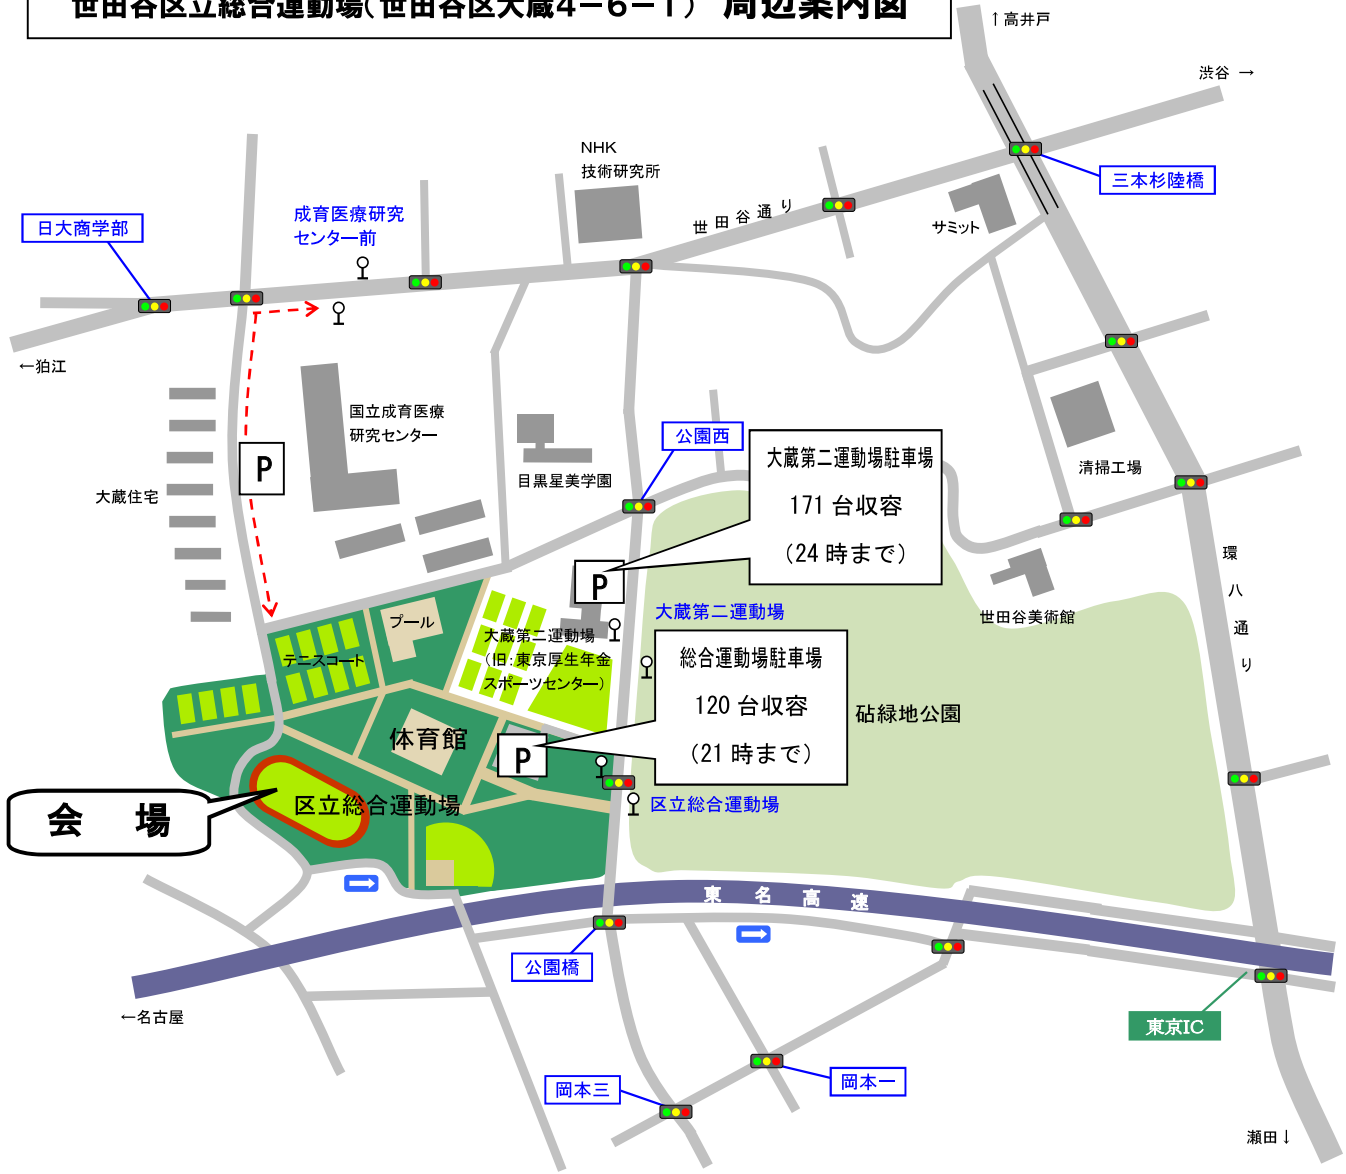 世田谷区立総合運動場（世田谷区大蔵４－６－１） 周辺案内図
↑高井戸
渋谷 →
NHK
技術研究所
三本杉陸橋
成育医療研究
センター前
日大商学部
世田谷通り
サミット
←狛江
国立成育医療
研究センター
公園西
大蔵第二運動場駐車場
171 台収容
（24 時まで）
P
目黒星美学園
清掃工場
大蔵住宅
環八通り
P
大蔵第二運動場
世田谷美術館
プール
大蔵第二運動場
（旧：東京厚生年金
スポーツセンター）
テニスコート
総合運動場駐車場
120 台収容
（21 時まで）
砧緑地公園
体育館
P
区立総合運動場
区立総合運動場
会 場
東名高速
公園橋
←名古屋
東京IC
岡本三
岡本一
瀬田↓